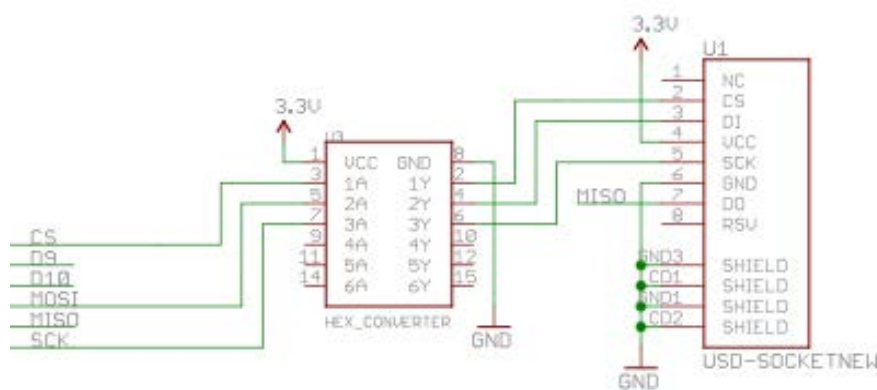 3.3V
U1
1 NC
2 CS
3 DI
4 VCC
5 SCK
6 GND
MISO 7 DO
8 RSV
GND3 SHIELD
CD1 SHIELD
GND1 SHIELD
CD2 SHIELD
GND
USD-SOCKETNEW
3.3V
U3
1 VCC GND 8
3 1A 1Y 2
5 2A 2Y 4
7 3A 3Y 6
9 4A 4Y 10
11 5A 5Y 12
14 6A 6Y 15
HEX_CONVERTER
GND
CS
D9
D10
MOSI
MISO
SCK